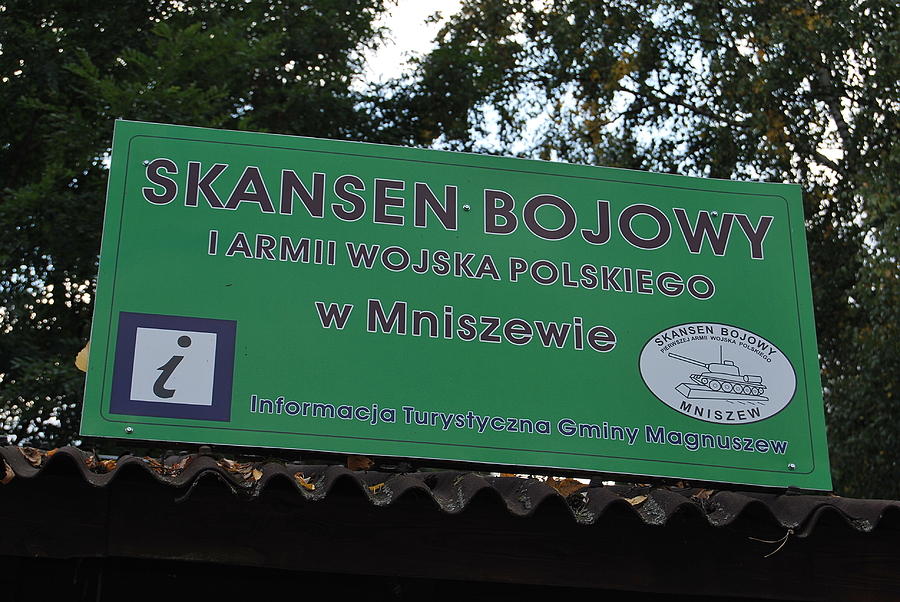 SKANSEN BOJOWY
I ARMII WOJSKA POLSKIEGO
w Mniszewie
i
SKANSEN BOJOWY
PIERWSZEJ ARMII WOJSKA POLSKIEGO
MNISZEW
Informacja Turystyczna Gminy Magnuszew